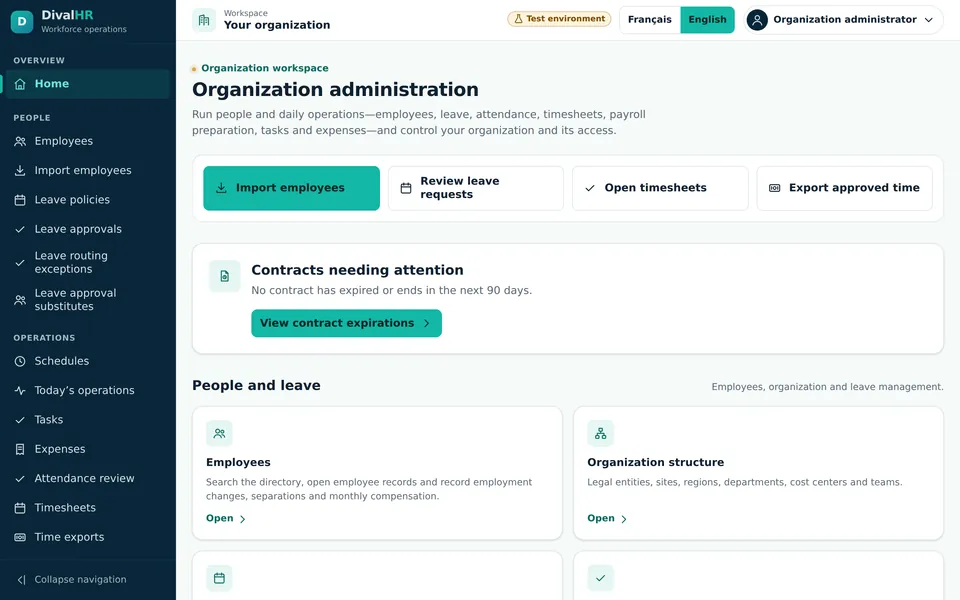 D
DivalHR
Workforce operations
OVERVIEW
Home
PEOPLE
Employees
Import employees
Leave policies
Leave approvals
Leave routing
exceptions
Leave approval
substitutes
OPERATIONS
Schedules
Today’s operations
Tasks
Expenses
Attendance review
Timesheets
Time exports
Collapse navigation
Workspace
Your organization
Test environment
Français
English
Organization administrator
Organization workspace
Organization administration
Run people and daily operations—employees, leave, attendance, timesheets, payroll
preparation, tasks and expenses—and control your organization and its access.
Import employees
Review leave
requests
Open timesheets
Export approved time
Contracts needing attention
No contract has expired or ends in the next 90 days.
View contract expirations
People and leave
Employees, organization and leave management.
Employees
Search the directory, open employee records and record employment
changes, separations and monthly compensation.
Open
Organization structure
Legal entities, sites, regions, departments, cost centers and teams.
Open